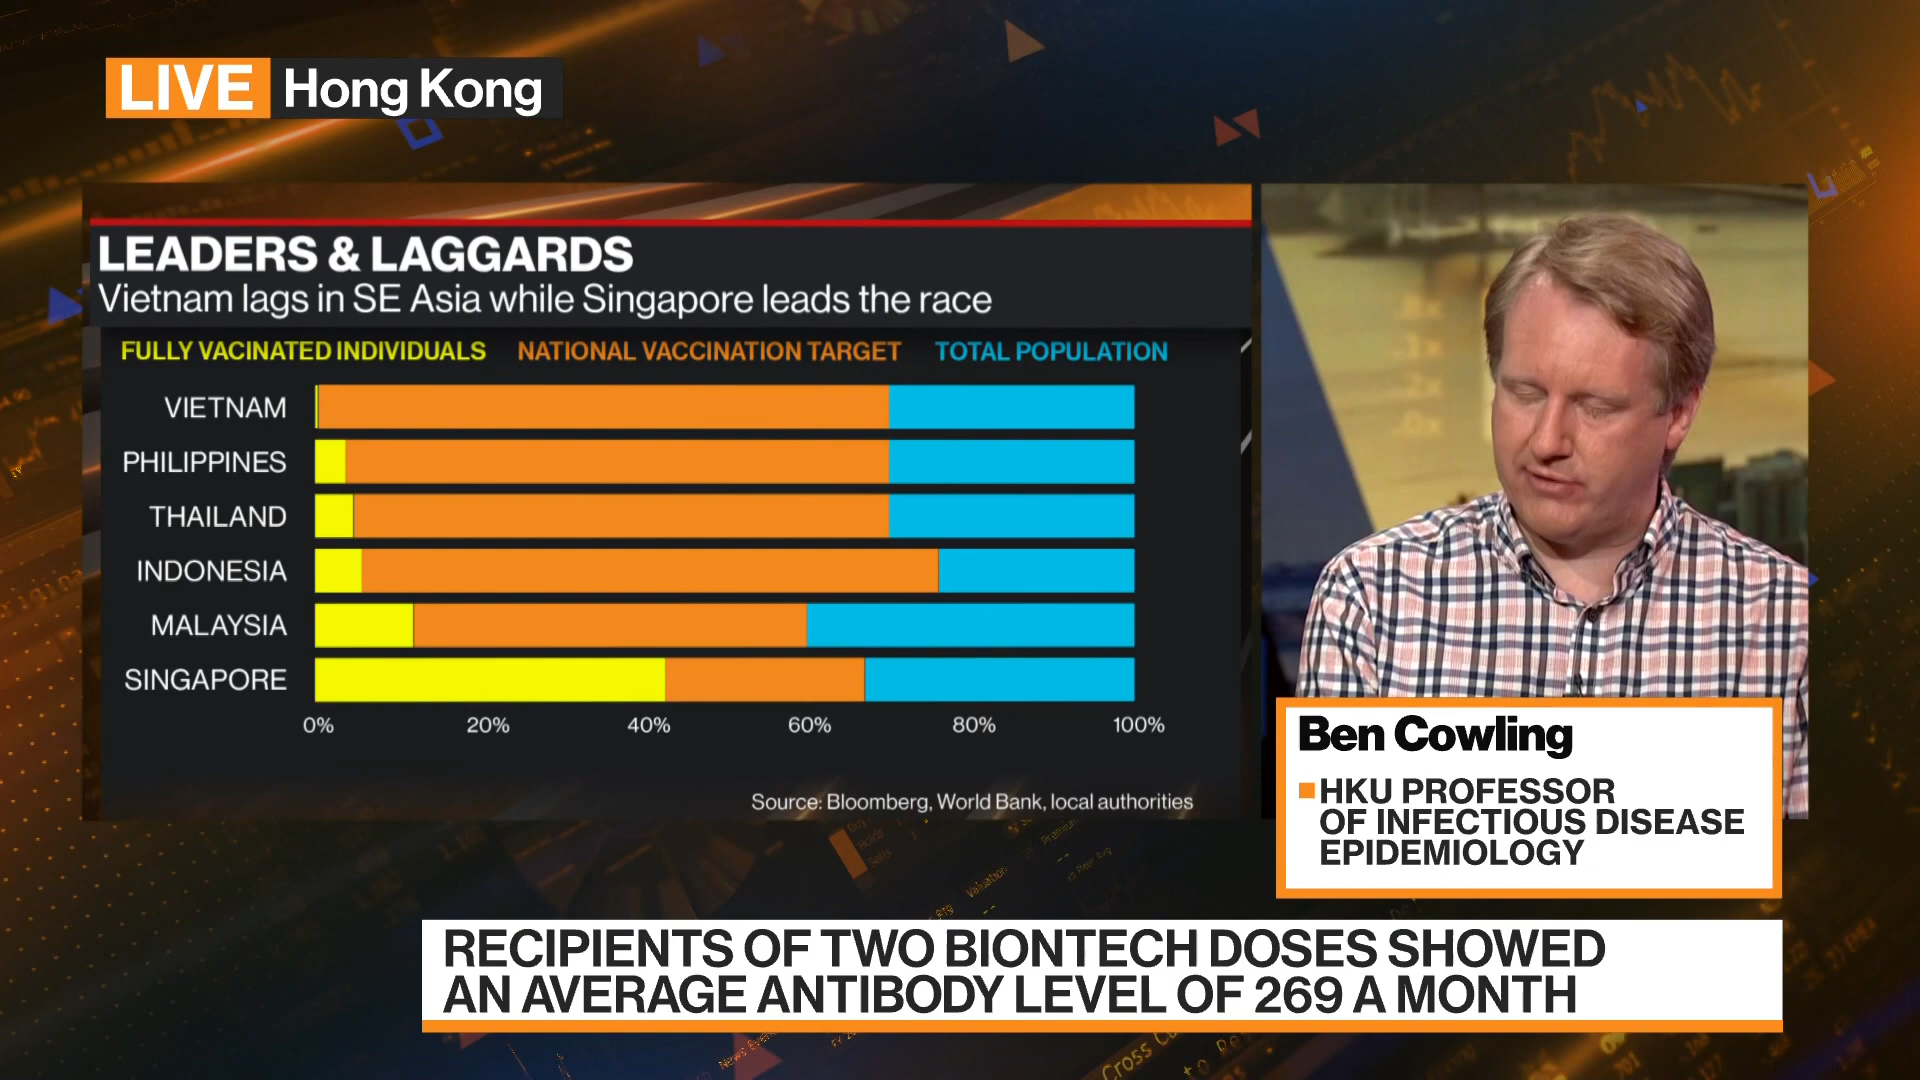 LIVE Hong Kong
LEADERS & LAGGARDS
Vietnam lags in SE Asia while Singapore leads the race
FULLY VACINATED INDIVIDUALS NATIONAL VACCINATION TARGET TOTAL POPULATION
VIETNAM
PHILIPPINES
THAILAND
INDONESIA
MALAYSIA
SINGAPORE
0% 20% 40% 60% 80% 100%
Source: Bloomberg, World Bank, local authorities
Ben Cowling
HKU PROFESSOR
OF INFECTIOUS DISEASE
EPIDEMIOLOGY
RECIPIENTS OF TWO BIONTECH DOSES SHOWED
AN AVERAGE ANTIBODY LEVEL OF 269 A MONTH